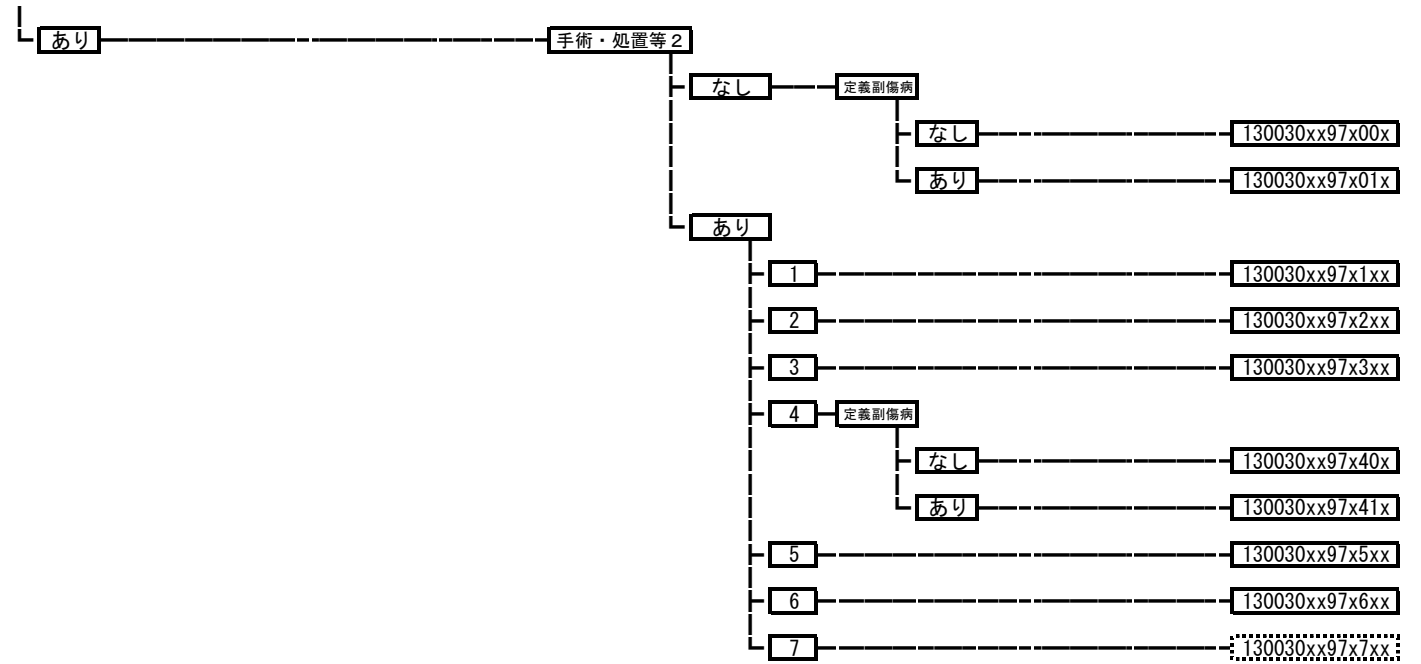 あり 手術・処置等２
なし 定義副傷病
なし 130030xx97x00x
あり 130030xx97x01x
あり
1 130030xx97x1xx
2 130030xx97x2xx
3 130030xx97x3xx
4 定義副傷病
なし 130030xx97x40x
あり 130030xx97x41x
5 130030xx97x5xx
6 130030xx97x6xx
7 130030xx97x7xx